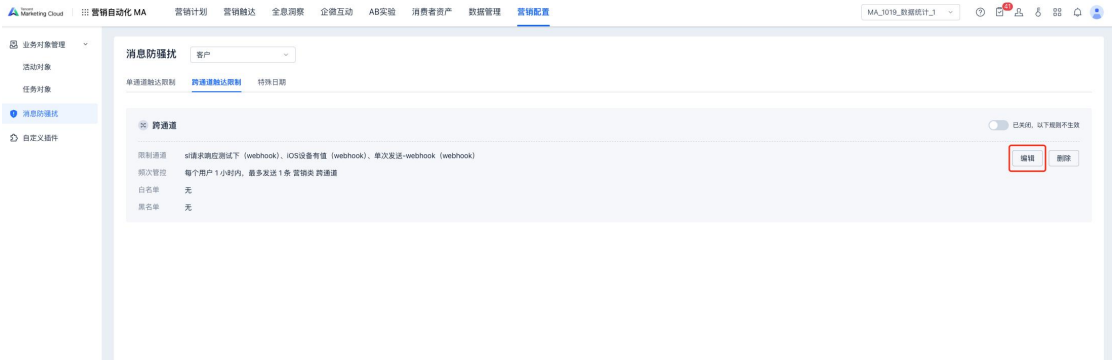 Tencent
Marketing Cloud 营销自动化 MA 营销计划 营销触达 全息洞察 企微互动 AB实验 消费者资产 数据管理 营销配置 MA_1019_数据统计_1 41
业务对象管理
活动对象
任务对象
消息防骚扰
自定义插件
消息防骚扰 客户
单通道触达限制 跨通道触达限制 特殊日期
跨通道 已关闭，以下规则不生效
限制通道 sl请求响应测试下（webhook）、iOS设备有值（webhook）、单次发送-webhook（webhook） 编辑 删除
频次管控 每个用户 1 小时内，最多发送 1 条 营销类 跨通道
白名单 无
黑名单 无